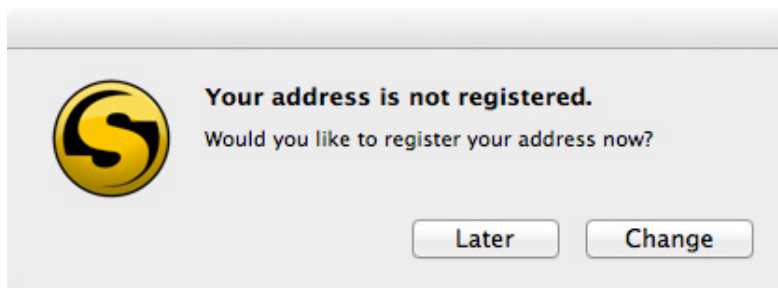 Your address is not registered.
Would you like to register your address now?
Later
Change